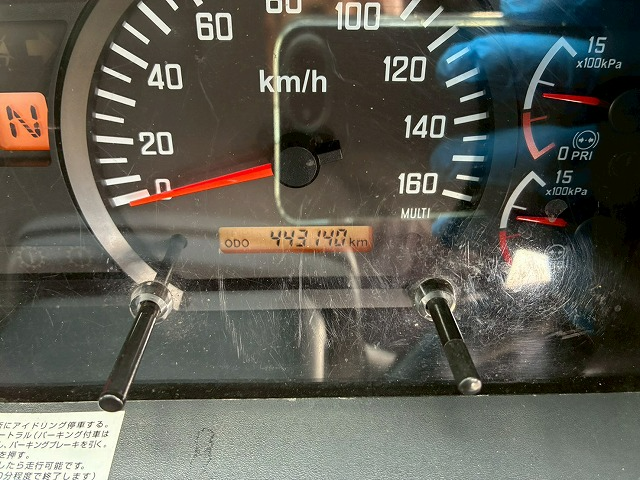 60
80
100
40
km/h
120
20
140
0
160
MULTI
N
ODO 443140 km
15
x100kPa
0 PRI
15
x100kPa
にアイドリング停車する。
ートラル(パーキング付車は
し、パーキングブレーキを引く。
を押す。
したら走行可能です。
0分程度で終了します)